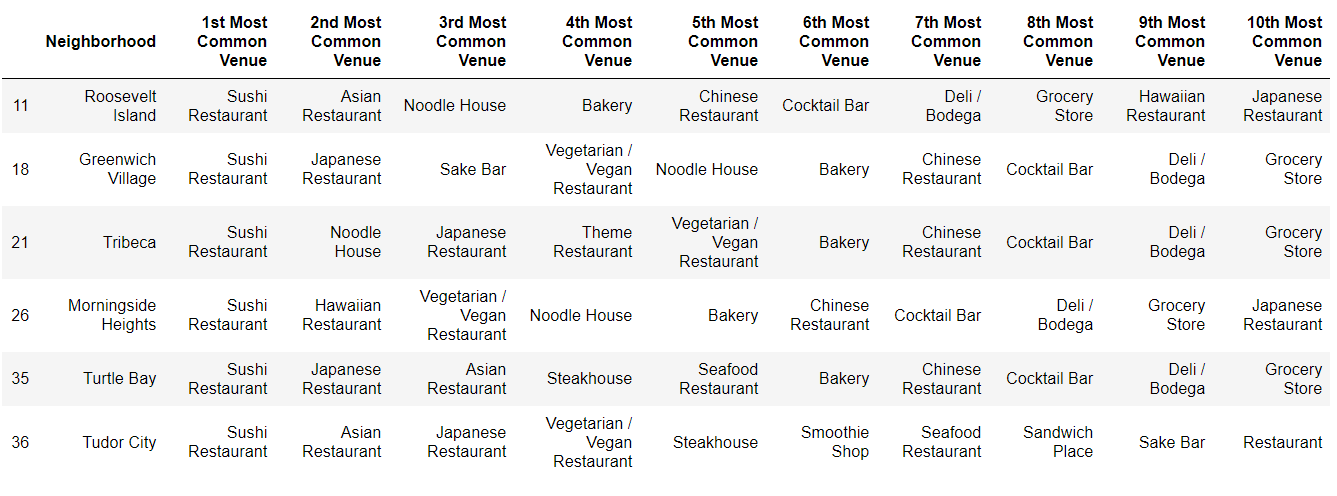 Neighborhood 1st Most Common Venue 2nd Most Common Venue 3rd Most Common Venue 4th Most Common Venue 5th Most Common Venue 6th Most Common Venue 7th Most Common Venue 8th Most Common Venue 9th Most Common Venue 10th Most Common Venue
11 Roosevelt Island Sushi Restaurant Asian Restaurant Noodle House Bakery Chinese Restaurant Cocktail Bar Deli / Bodega Grocery Store Hawaiian Restaurant Japanese Restaurant
18 Greenwich Village Sushi Restaurant Japanese Restaurant Sake Bar Vegetarian / Vegan Restaurant Noodle House Bakery Chinese Restaurant Cocktail Bar Deli / Bodega Grocery Store
21 Tribeca Sushi Restaurant Noodle House Japanese Restaurant Theme Restaurant Vegetarian / Vegan Restaurant Bakery Chinese Restaurant Cocktail Bar Deli / Bodega Grocery Store
26 Morningside Heights Sushi Restaurant Hawaiian Restaurant Vegetarian / Vegan Restaurant Noodle House Bakery Chinese Restaurant Cocktail Bar Deli / Bodega Grocery Store Japanese Restaurant
35 Turtle Bay Sushi Restaurant Japanese Restaurant Asian Restaurant Steakhouse Seafood Restaurant Bakery Chinese Restaurant Cocktail Bar Deli / Bodega Grocery Store
36 Tudor City Sushi Restaurant Asian Restaurant Japanese Restaurant Vegetarian / Vegan Restaurant Steakhouse Smoothie Shop Seafood Restaurant Sandwich Place Sake Bar Restaurant